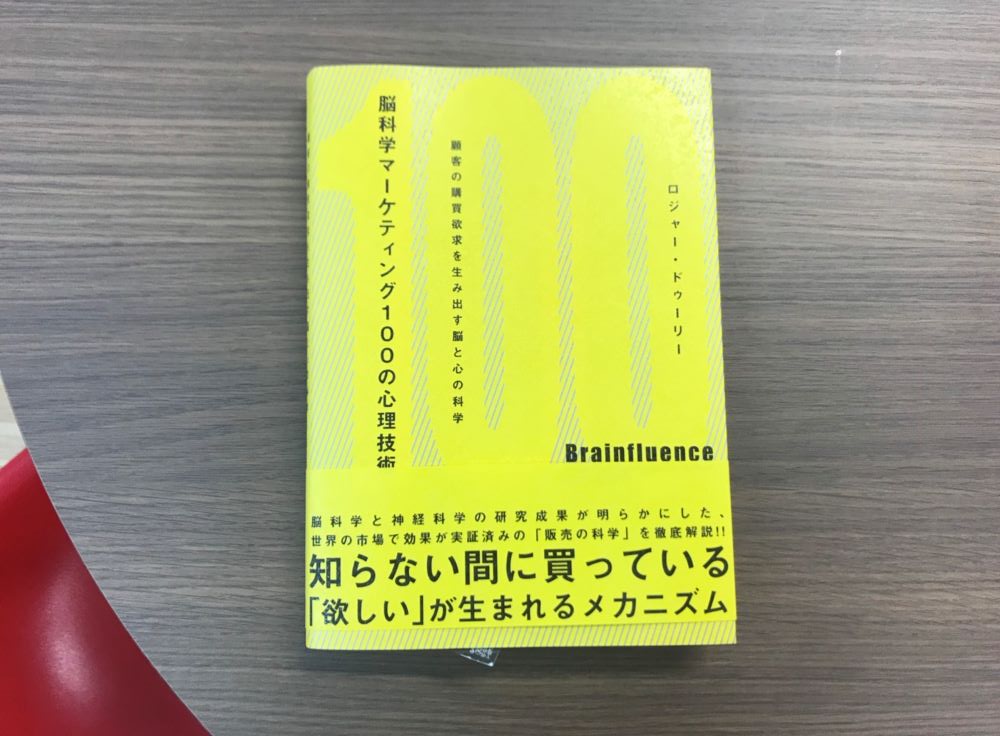 100
ロジャー・ドゥーリー
顧客の購買欲求を生み出す脳と心の科学
脳科学マーケティング100の心理技術
Brainfluence
脳科学と神経科学の研究成果が明らかにした、
世界の市場で効果が実証済みの「販売の科学」を徹底解説!!
知らない間に買っている
「欲しい」が生まれるメカニズム